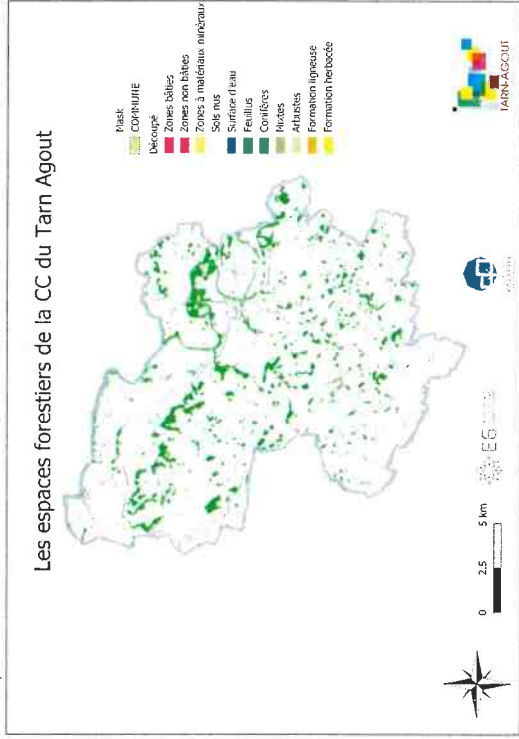 Les espaces forestiers de la CC du Tarn Agout
Mask
COMMUNE
Découpé
Zones bâties
Zones non bâties
Zones à matériaux minéraux
Sols nus
Surface d'eau
Feuillus
Conifères
Mixtes
Arbustes
Formation ligneuse
Formation herbacée
0 2.5 5 km
TARN-AGOUT